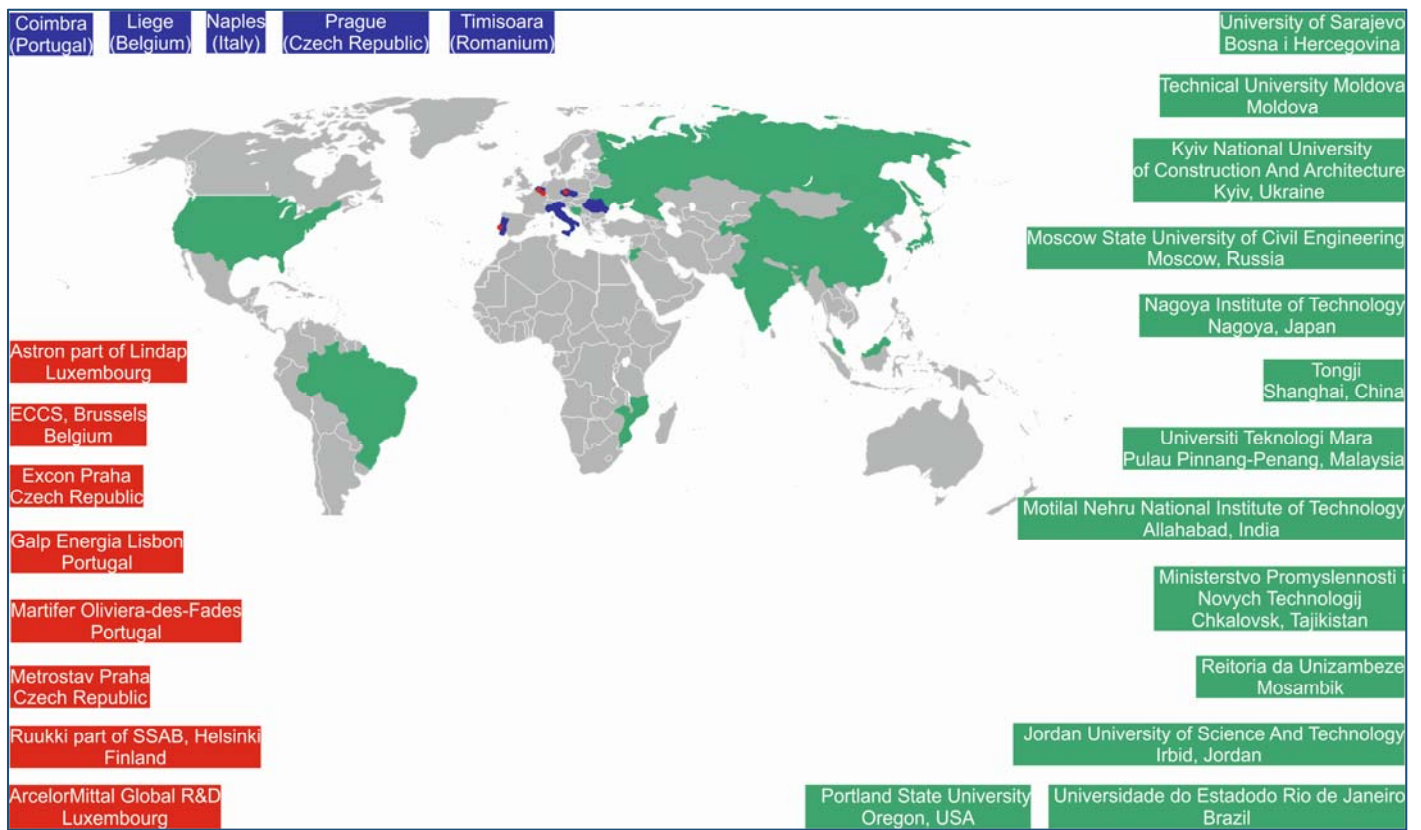 Coimbra
(Portugal)
Liege
(Belgium)
Naples
(Italy)
Prague
(Czech Republic)
Timisoara
(Romanium)
University of Sarajevo
Bosna i Hercegovina
Technical University Moldova
Moldova
Kyiv National University
of Construction And Architecture
Kyiv, Ukraine
Moscow State University of Civil Engineering
Moscow, Russia
Nagoya Institute of Technology
Nagoya, Japan
Tongji
Shanghai, China
Universiti Teknologi Mara
Pulau Pinnang-Penang, Malaysia
Motilal Nehru National Institute of Technology
Allahabad, India
Ministerstvo Promyslennosti i
Novych Technologij
Chkalovsk, Tajikistan
Reitoria da Unizambeze
Mosambik
Jordan University of Science And Technology
Irbid, Jordan
Portland State University
Oregon, USA
Universidade do Estadodo Rio de Janeiro
Brazil
Astron part of Lindap
Luxembourg
ECCS, Brussels
Belgium
Excon Praha
Czech Republic
Galp Energia Lisbon
Portugal
Martifer Oliviera-des-Fades
Portugal
Metrostav Praha
Czech Republic
Ruukki part of SSAB, Helsinki
Finland
ArcelorMittal Global R&D
Luxembourg